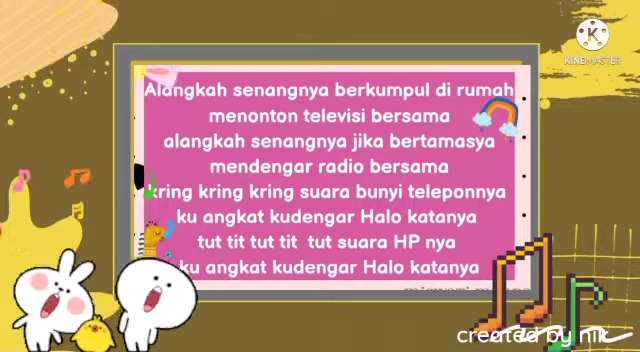 KINEMASTER
Alangkah senangnya berkumpul di rumah
menonton televisi bersama
alangkah senangnya jika bertamasya
mendengar radio bersama
kring kring kring suara bunyi teleponnya
ku angkat kudengar Halo katanya
tut tit tut tit tut suara HP nya
ku angkat kudengar Halo katanya
created by nik